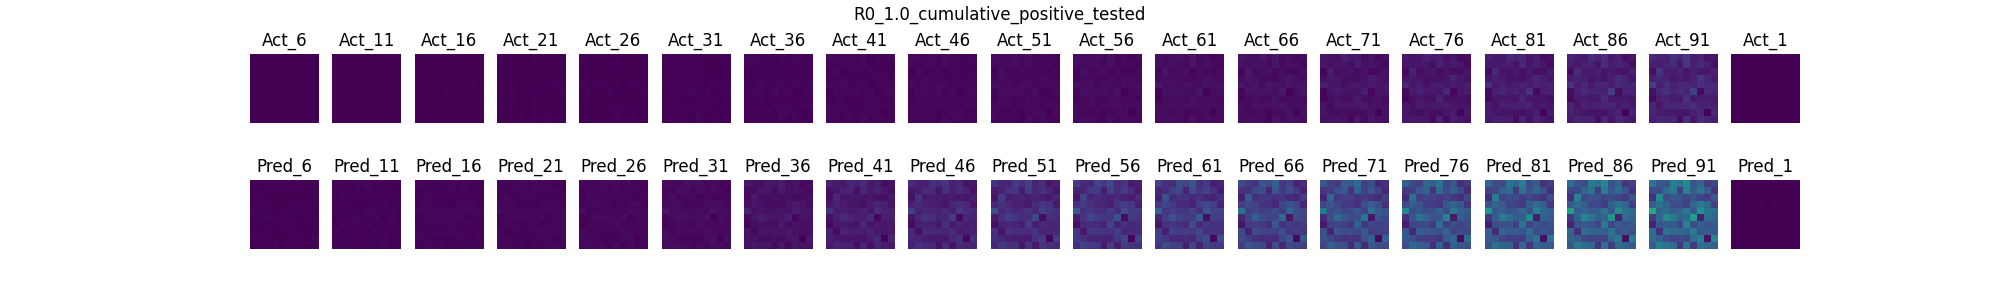 R0_1.0_cumulative_positive_tested
Act_6 Act_11 Act_16 Act_21 Act_26 Act_31 Act_36 Act_41 Act_46 Act_51 Act_56 Act_61 Act_66 Act_71 Act_76 Act_81 Act_86 Act_91 Act_1
Pred_6 Pred_11 Pred_16 Pred_21 Pred_26 Pred_31 Pred_36 Pred_41 Pred_46 Pred_51 Pred_56 Pred_61 Pred_66 Pred_71 Pred_76 Pred_81 Pred_86 Pred_91 Pred_1